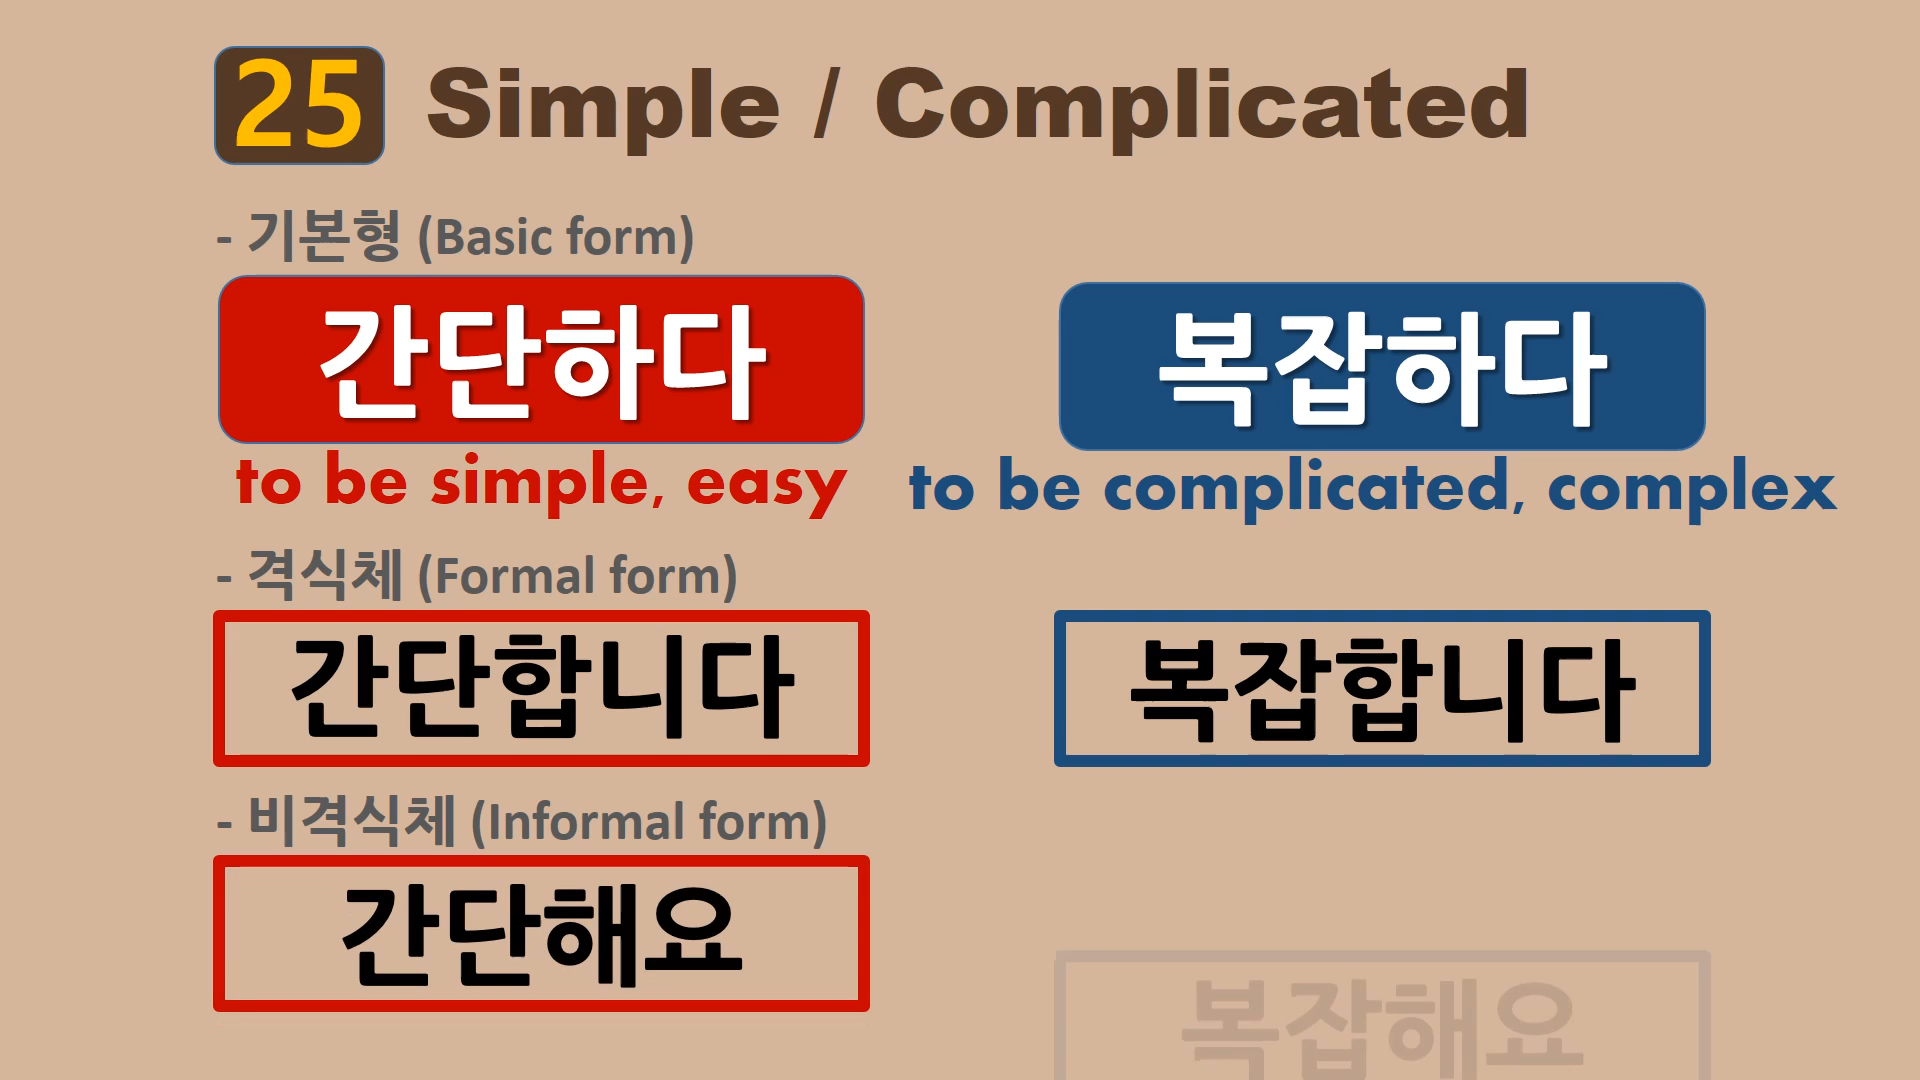 25 Simple / Complicated
- 기본형 (Basic form)
간단하다 복잡하다
to be simple, easy to be complicated, complex
- 격식체 (Formal form)
간단합니다 복잡합니다
- 비격식체 (Informal form)
간단해요
복잡해요